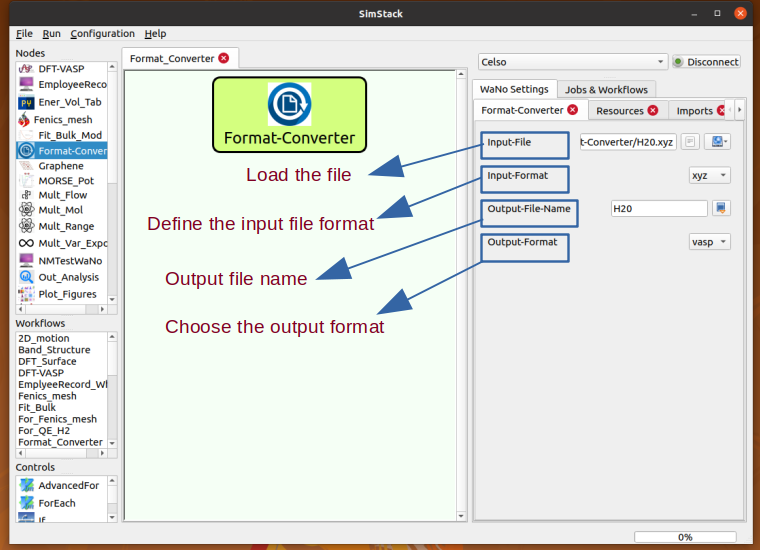 SimStack
File Run Configuration Help
Nodes
DFT-VASP
EmployeeReco
Ener_Vol_Tab
Fenics_mesh
Fit_Bulk_Mod
Format-Conver
Graphene
MORSE_Pot
Mult_Flow
Mult_Mol
Mult_Range
Mult_Var_Expo
NMTestWaNo
Out_Analysis
Plot_Figures
Workflows
2D_motion
Band_Structure
DFT_Surface
DFT-VASP
EmplyeeRecord_Wh
Fenics_mesh
Fit_Bulk
For_Fenics_mesh
For_QE_H2
Format_Converter
Controls
AdvancedFor
ForEach
If
Format_Converter
Format-Converter
Load the file
Define the input file format
Output file name
Choose the output format
Celso
Disconnect
WaNo Settings Jobs & Workflows
Format-Converter Resources Imports
Input-File t-Converter/H20.xyz
Input-Format xyz
Output-File-Name H20
Output-Format vasp
0%